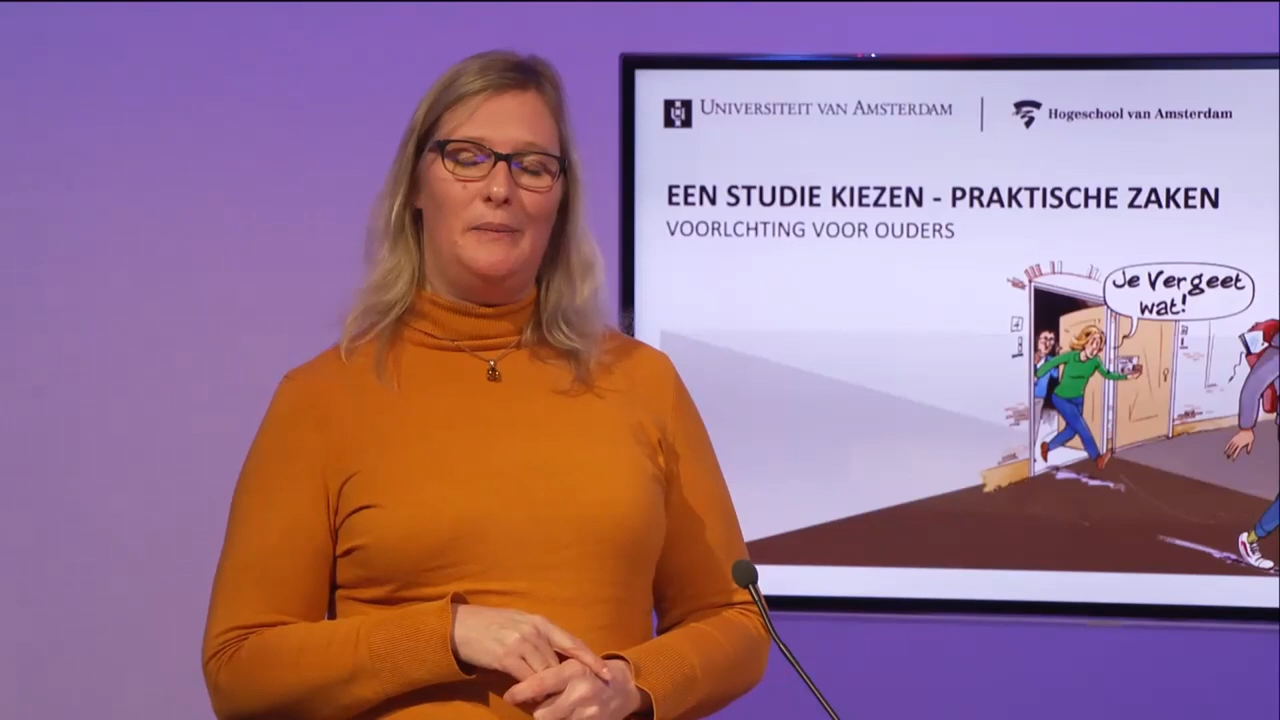 UNIVERSITEIT VAN AMSTERDAM
Hogeschool van Amsterdam
EEN STUDIE KIEZEN - PRAKTISCHE ZAKEN
VOORLCHTING VOOR OUDERS
Je Vergeet
wat!